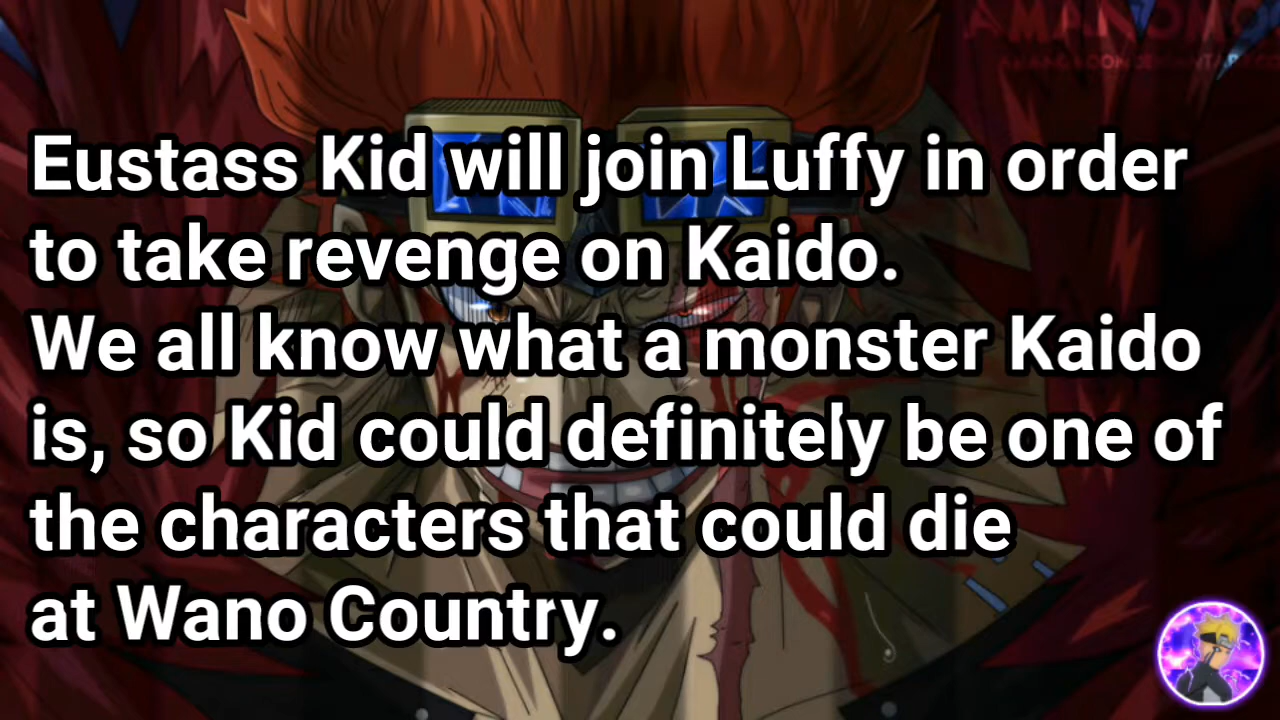 AMANOMO
Eustass Kid will join Luffy in order
to take revenge on Kaido.
We all know what a monster Kaido
is, so Kid could definitely be one of
the characters that could die
at Wano Country.